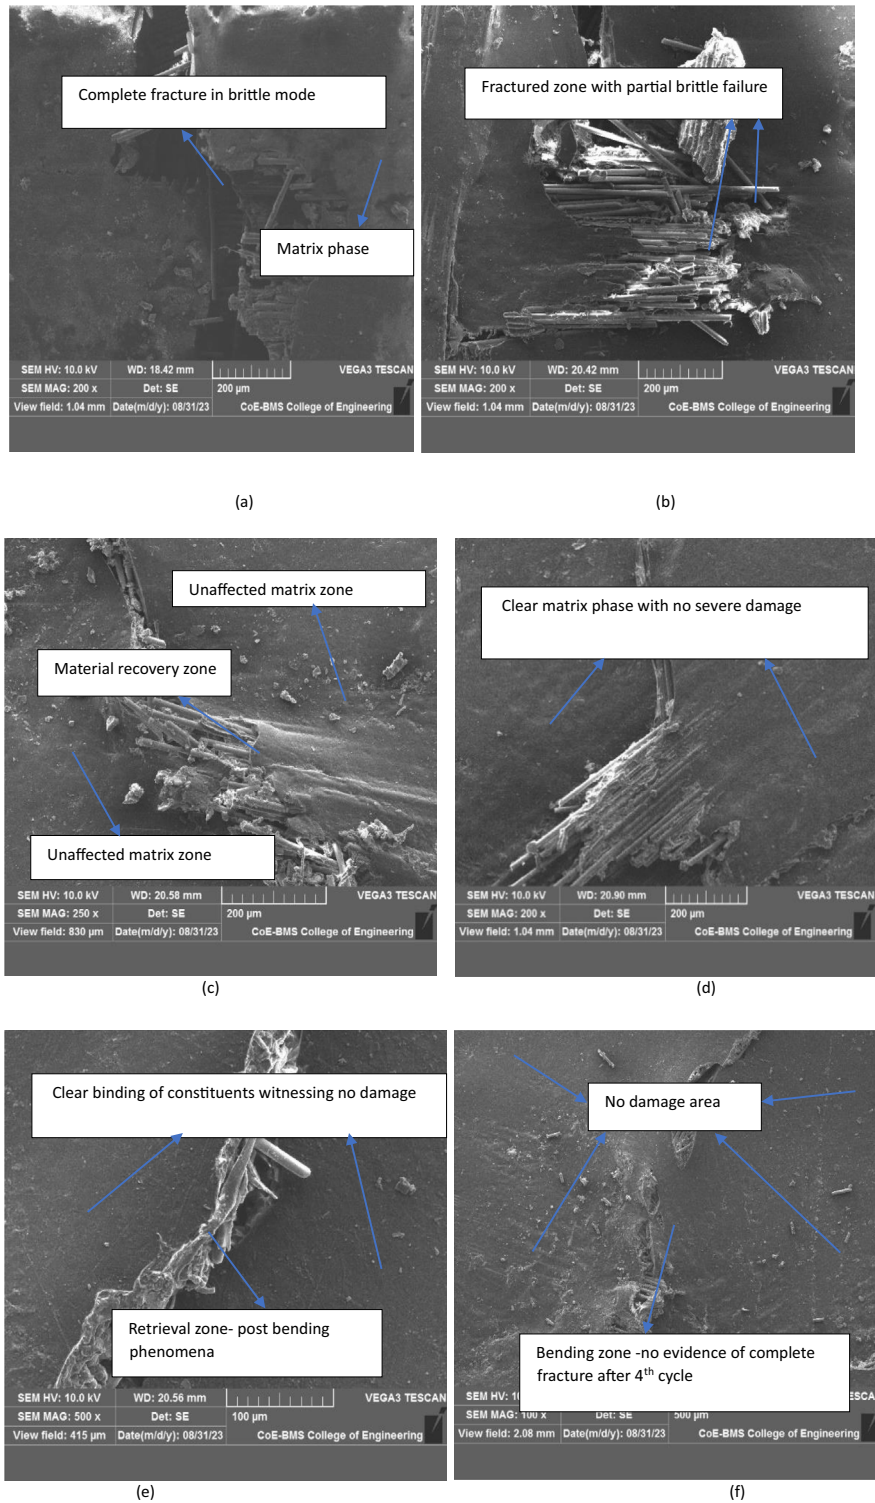 Complete fracture in brittle mode
Matrix phase
SEM HV: 10.0 kV WD: 18.42 mm VEGA3 TESCAN
SEM MAG: 200 x Det: SE 200 µm
View field: 1.04 mm Date(m/d/y): 08/31/23 CoE-BMS College of Engineering
(a)
Fractured zone with partial brittle failure
SEM HV: 10.0 kV WD: 20.42 mm VEGA3 TESCAN
SEM MAG: 200 x Det: SE 200 µm
View field: 1.04 mm Date(m/d/y): 08/31/23 CoE-BMS College of Engineering
(b)
Unaffected matrix zone
Material recovery zone
Unaffected matrix zone
SEM HV: 10.0 kV WD: 20.58 mm VEGA3 TESCAN
SEM MAG: 250 x Det: SE 200 µm
View field: 830 µm Date(m/d/y): 08/31/23 CoE-BMS College of Engineering
(c)
Clear matrix phase with no severe damage
SEM HV: 10.0 kV WD: 20.90 mm VEGA3 TESCAN
SEM MAG: 200 x Det: SE 200 µm
View field: 1.04 mm Date(m/d/y): 08/31/23 CoE-BMS College of Engineering
(d)
Clear binding of constituents witnessing no damage
Retrieval zone- post bending
phenomena
SEM HV: 10.0 kV WD: 20.56 mm VEGA3 TESCAN
SEM MAG: 500 x Det: SE 100 µm
View field: 415 µm Date(m/d/y): 08/31/23 CoE-BMS College of Engineering
(e)
No damage area
Bending zone -no evidence of complete
fracture after 4th cycle
SEM HV: TESCAN
SEM MAG: 100 x Det: SE 500 µm
View field: 2.08 mm Date(m/d/y): 08/31/23 CoE-BMS College of Engineering
(f)